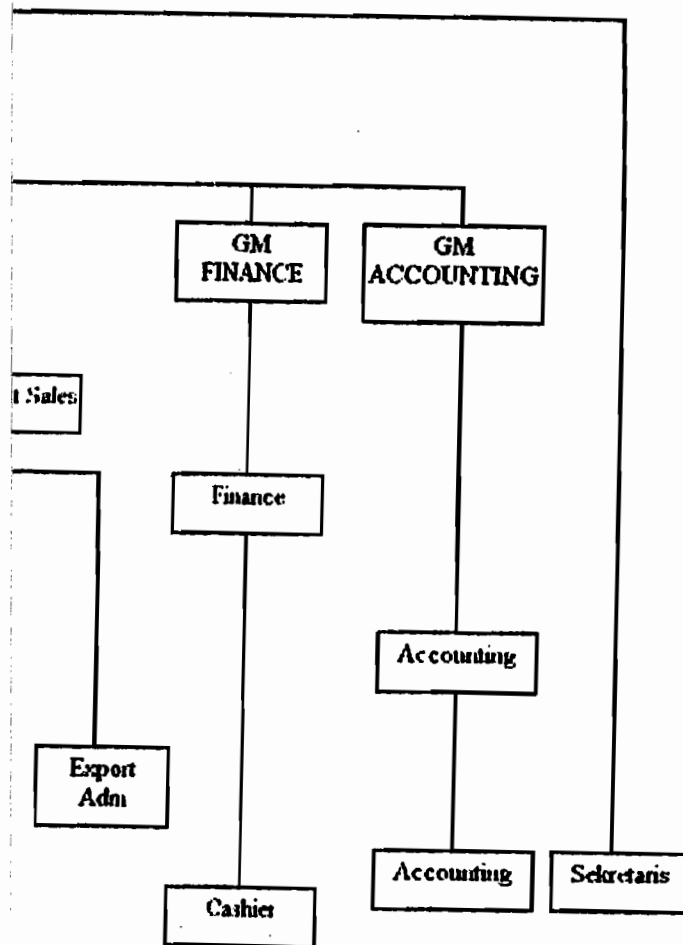 GM
FINANCE
GM
ACCOUNTING
t Sales
Finance
Accounting
Export
Adm
Accounting
Sekretaris
Cashier